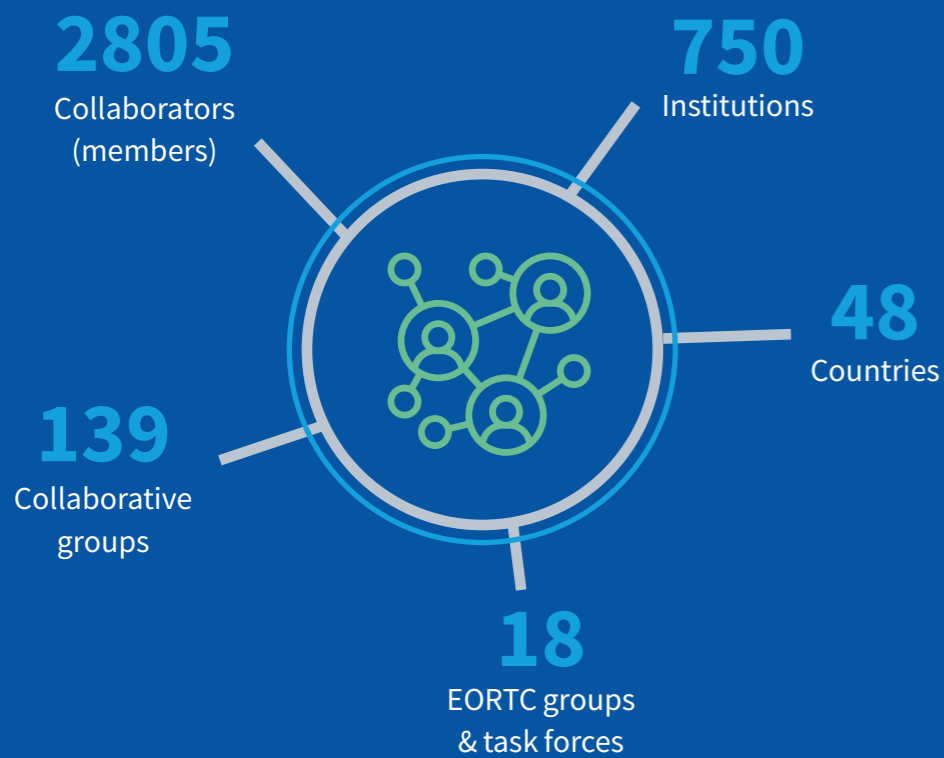 2805
Collaborators
(members)
750
Institutions
48
Countries
139
Collaborative
groups
18
EORTC groups
& task forces